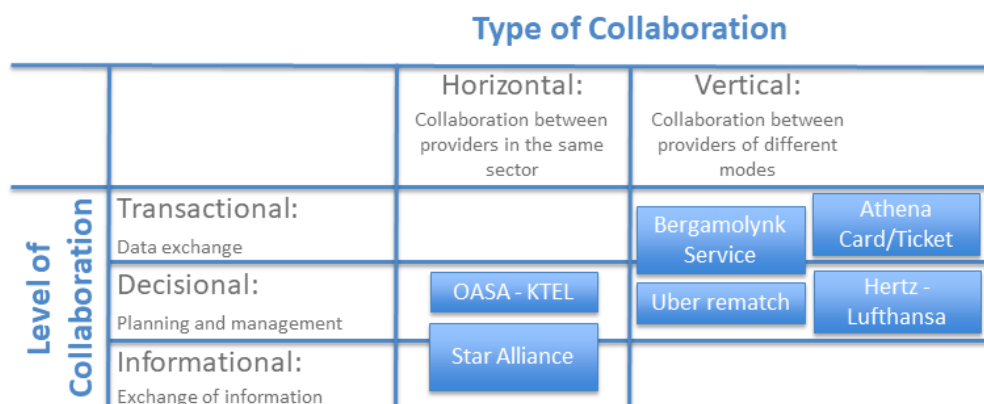 Type of Collaboration
Horizontal:
Collaboration between
providers in the same
sector
Vertical:
Collaboration between
providers of different
modes
Level of
Collaboration
Transactional:
Data exchange
Bergamolynk
Service
Athena
Card/Ticket
Decisional:
Planning and management
OASA - KTEL
Uber rematch
Hertz -
Lufthansa
Informational:
Exchange of information
Star Alliance